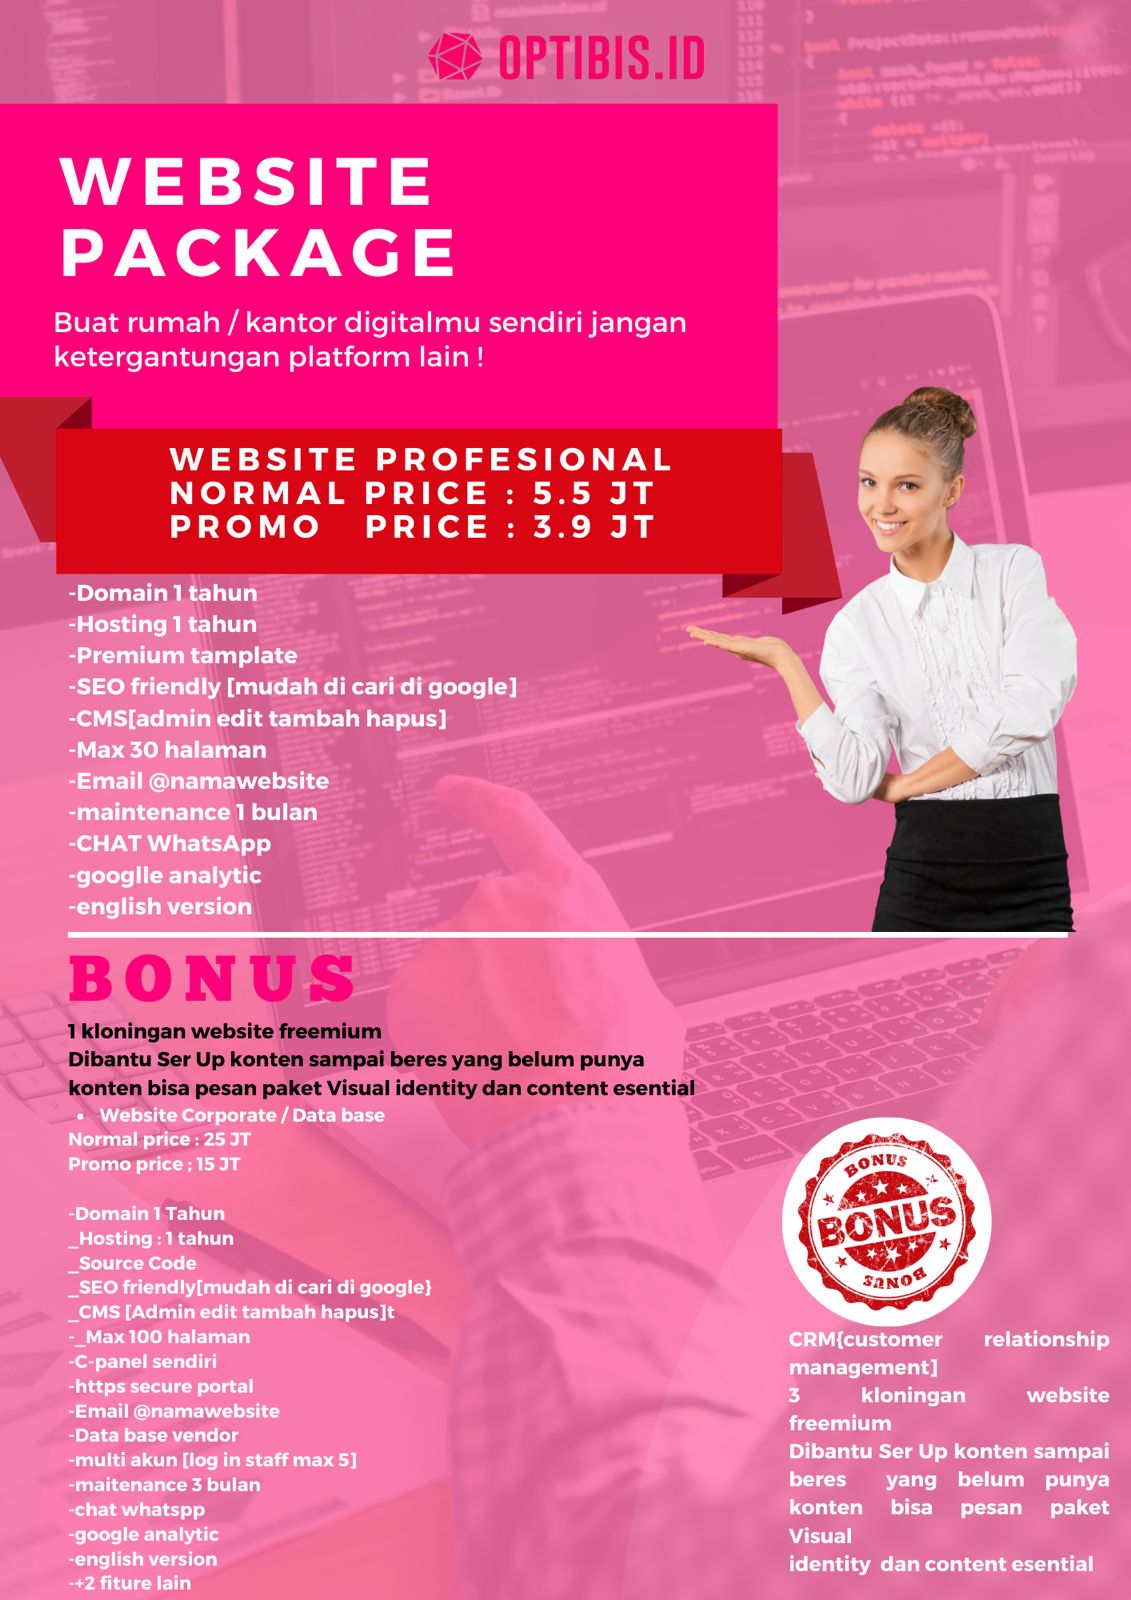 OPTIBIS.ID
WEBSITE
PACKAGE
Buat rumah / kantor digitalmu sendiri jangan
ketergantungan platform lain !
WEBSITE PROFESIONAL
NORMAL PRICE : 5.5 JT
PROMO PRICE : 3.9 JT
-Domain 1 tahun
-Hosting 1 tahun
-Premium tamplate
-SEO friendly [mudah di cari di google]
-CMS[admin edit tambah hapus]
-Max 30 halaman
-Email @namawebsite
-maintenance 1 bulan
-CHAT WhatsApp
-googlle analytic
-english version
BONUS
1 kloningan website freemium
Dibantu Ser Up konten sampai beres yang belum punya
konten bisa pesan paket Visual identity dan content esential
• Website Corporate / Data base
Normal price : 25 JT
Promo price ; 15 JT
-Domain 1 Tahun
_Hosting : 1 tahun
_Source Code
_SEO friendly[mudah di cari di google}
_CMS [Admin edit tambah hapus]t
-_Max 100 halaman
-C-panel sendiri
-https secure portal
-Email @namawebsite
-Data base vendor
-multi akun [log in staff max 5]
-maitenance 3 bulan
-chat whatspp
-google analytic
-english version
-+2 fiture lain
BONUS
BONUS
BONUS
CRM{customer relationship
management]
3 kloningan website
freemium
Dibantu Ser Up konten sampai
beres yang belum punya
konten bisa pesan paket
Visual
identity dan content esential